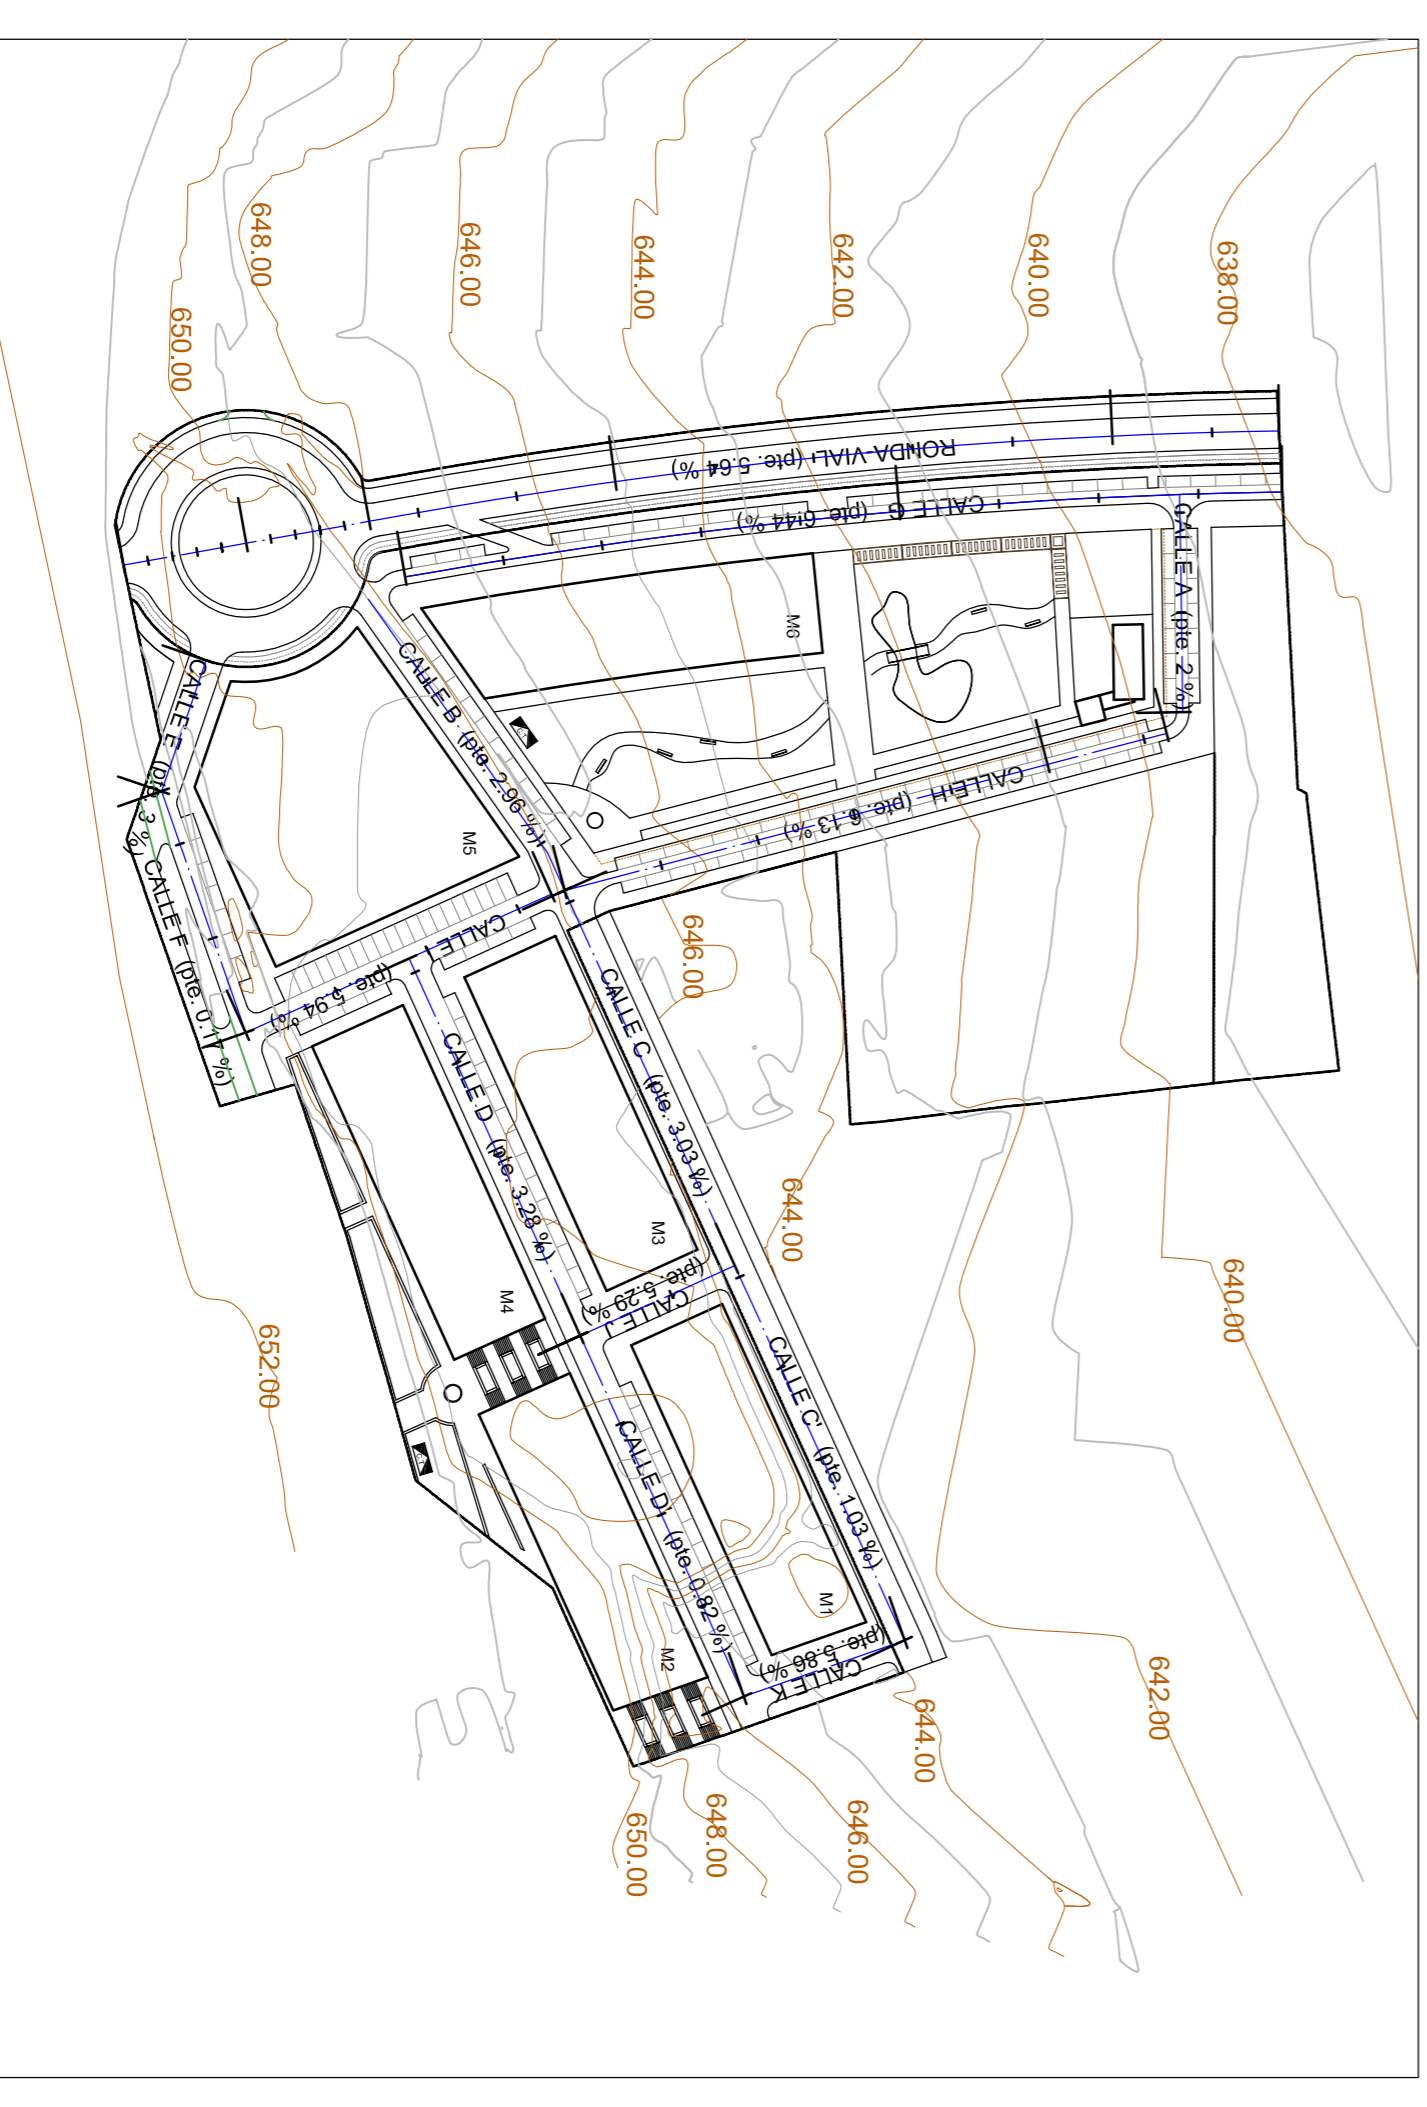 648.00
650.00
646.00
644.00
642.00
640.00
638.00
RONDA-VIAL (pte. 5.64 %)
CALLE G (pte. 6.44 %)
CALLE A (pte. 2 %)
M6
CALLE B (pte. 2.96 %)
C.T.
CALLE H (pte. 6.13 %)
CALLE E (pte. 3 %)
M5
CALLE F (pte. 0.17 %)
CALLE I
(pte. 5.94 %)
646.00
CALLE C (pte. 3.03 %)
CALLE D (pte. 3.28 %)
M3
644.00
CALLE J
(pte. 5.29 %)
M4
640.00
652.00
CALLE C' (pte. 1.03 %)
CALLE D' (pte. 0.82 %)
M1
M2
CALLE K
(pte. 5.86 %)
642.00
644.00
646.00
648.00
650.00